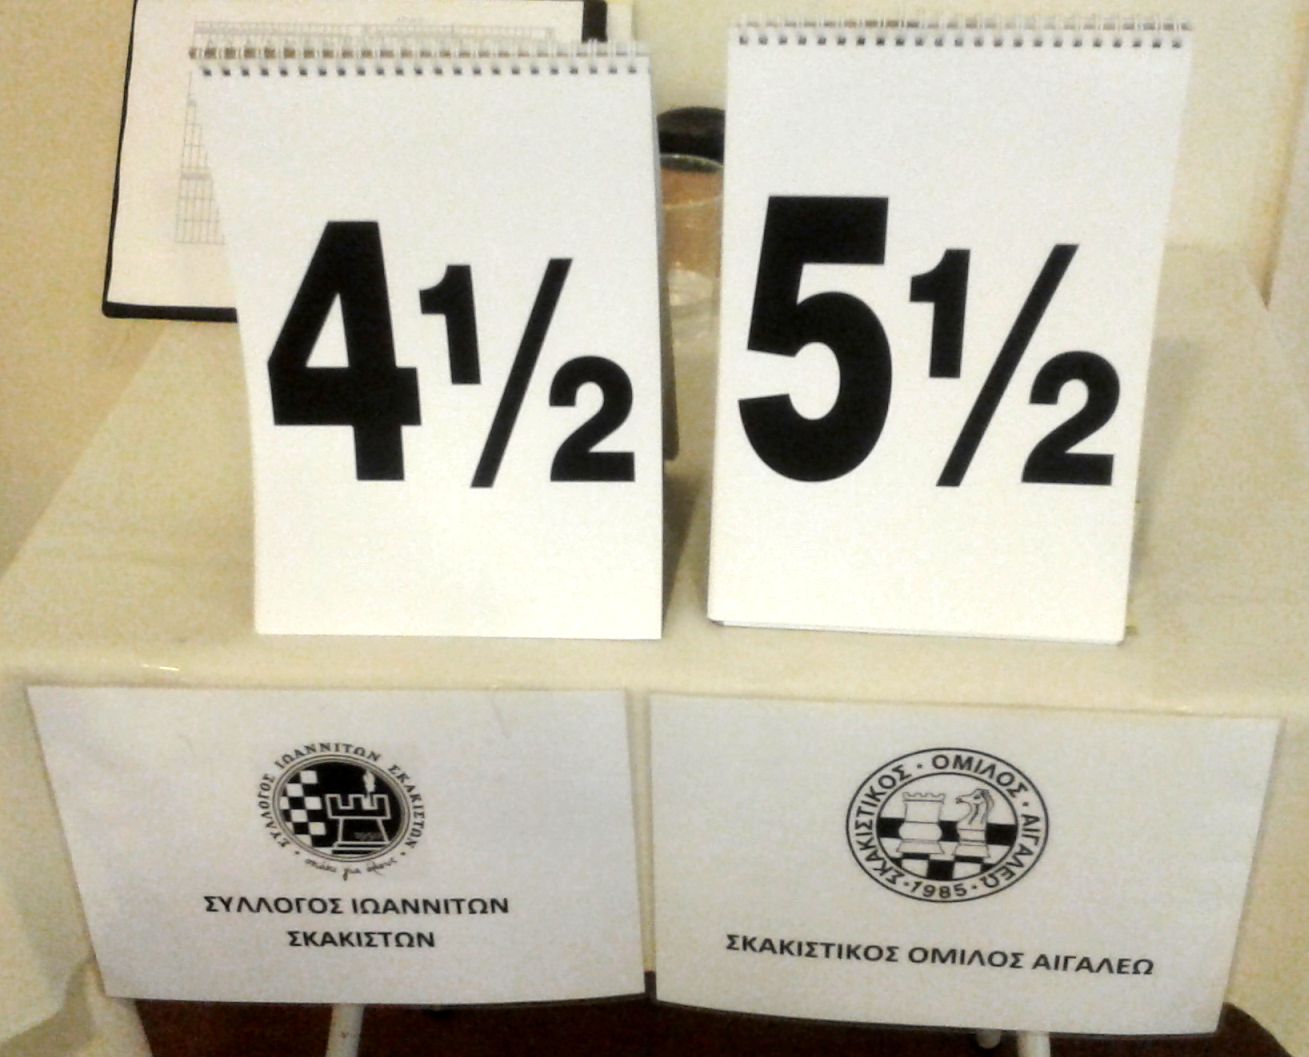 4½
5½
ΣΥΛΛΟΓΟΣ ΙΩΑΝΝΙΤΩΝ ΣΚΑΚΙΣΤΩΝ
ΣΥΛΛΟΓΟΣ ΙΩΑΝΝΙΤΩΝ
ΣΚΑΚΙΣΤΩΝ
ΣΚΑΚΙΣΤΙΚΟΣ · ΟΜΙΛΟΣ · ΑΙΓΑΛΕΩ · 1985 ·
ΣΚΑΚΙΣΤΙΚΟΣ ΟΜΙΛΟΣ ΑΙΓΑΛΕΩ